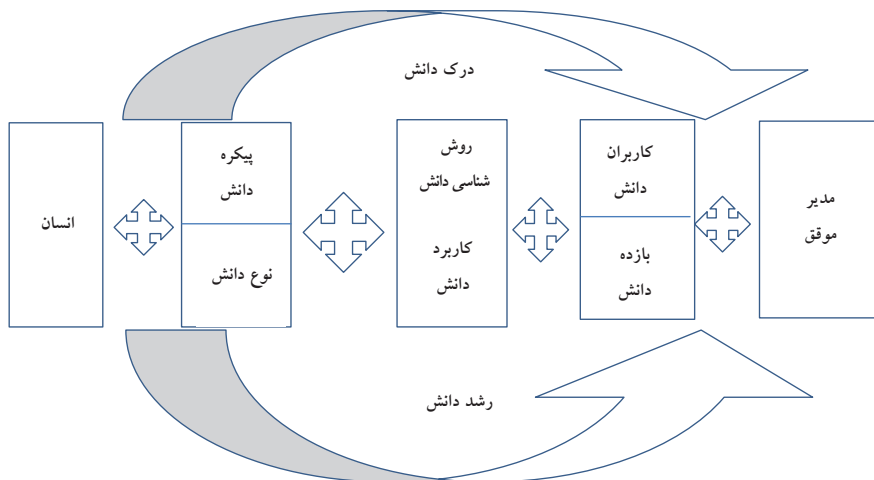 درک دانش
انسان
پیکره
دانش
نوع دانش
روش
شناسی دانش
کاربرد
دانش
کاربران
دانش
بازده
دانش
مدیر
موقق
رشد دانش